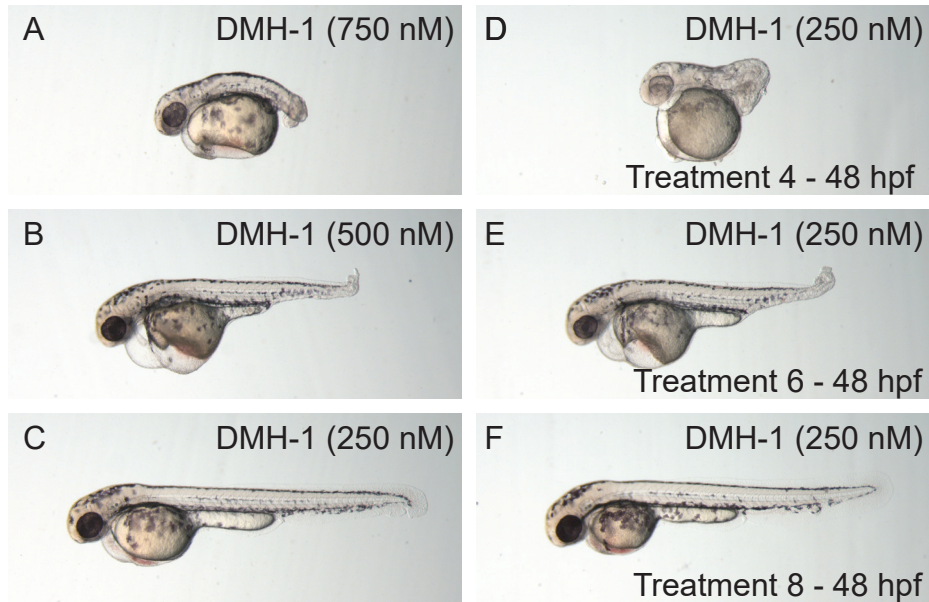 A DMH-1 (750 nM)
D DMH-1 (250 nM)
Treatment 4 - 48 hpf
B DMH-1 (500 nM)
E DMH-1 (250 nM)
Treatment 6 - 48 hpf
C DMH-1 (250 nM)
F DMH-1 (250 nM)
Treatment 8 - 48 hpf